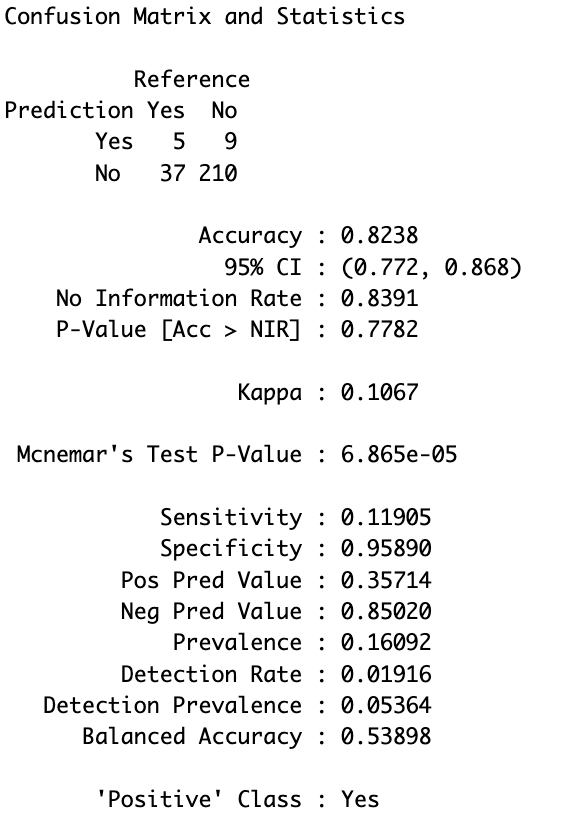 Confusion Matrix and Statistics
Reference
Prediction Yes No
Yes 5 9
No 37 210
Accuracy : 0.8238
95% CI : (0.772, 0.868)
No Information Rate : 0.8391
P-Value [Acc > NIR] : 0.7782
Kappa : 0.1067
Mcnemar's Test P-Value : 6.865e-05
Sensitivity : 0.11905
Specificity : 0.95890
Pos Pred Value : 0.35714
Neg Pred Value : 0.85020
Prevalence : 0.16092
Detection Rate : 0.01916
Detection Prevalence : 0.05364
Balanced Accuracy : 0.53898
'Positive' Class : Yes